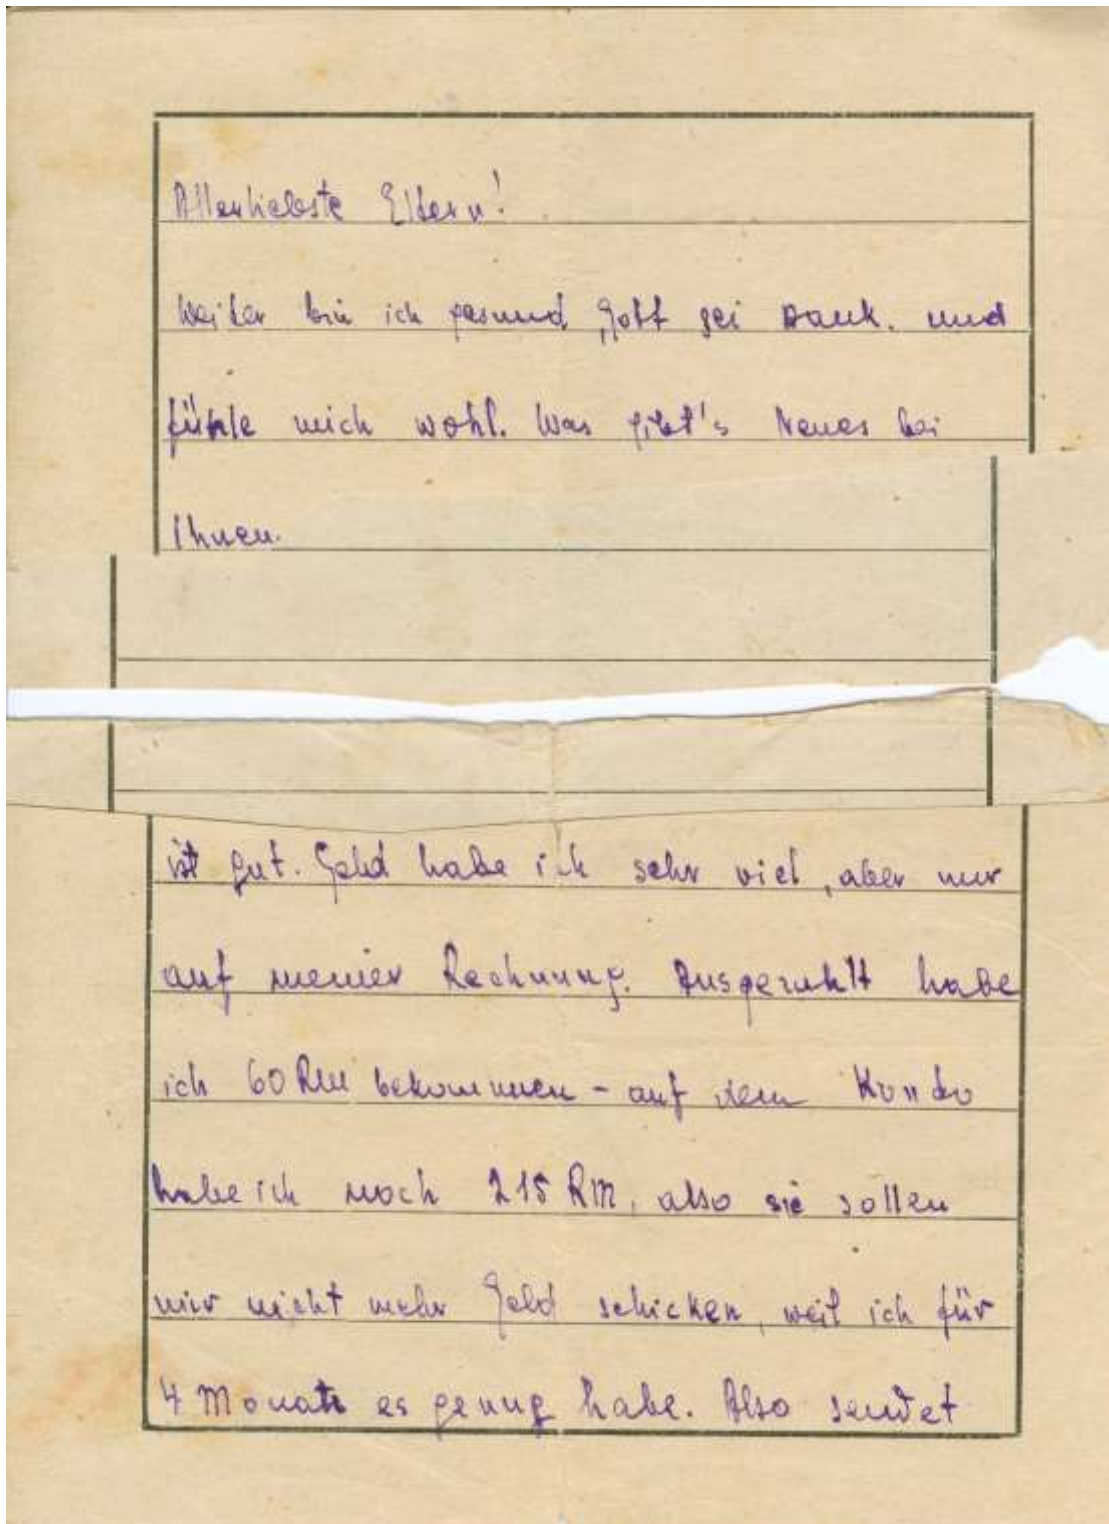 Allerliebste Eltern!
Weiter bin ich gesund, Gott sei Dank. und
fühle mich wohl. Was gibt's Neues bei
Ihnen.
ist gut. Geld habe ich sehr viel, aber nur
auf meiner Rechnung. Ausgezahlt habe
ich 60 RM bekommen - auf dem Konto
habe ich noch 215 RM, also sie sollen
mir nicht mehr Geld schicken, weil ich für
4 Monate es genug habe. Also sendet